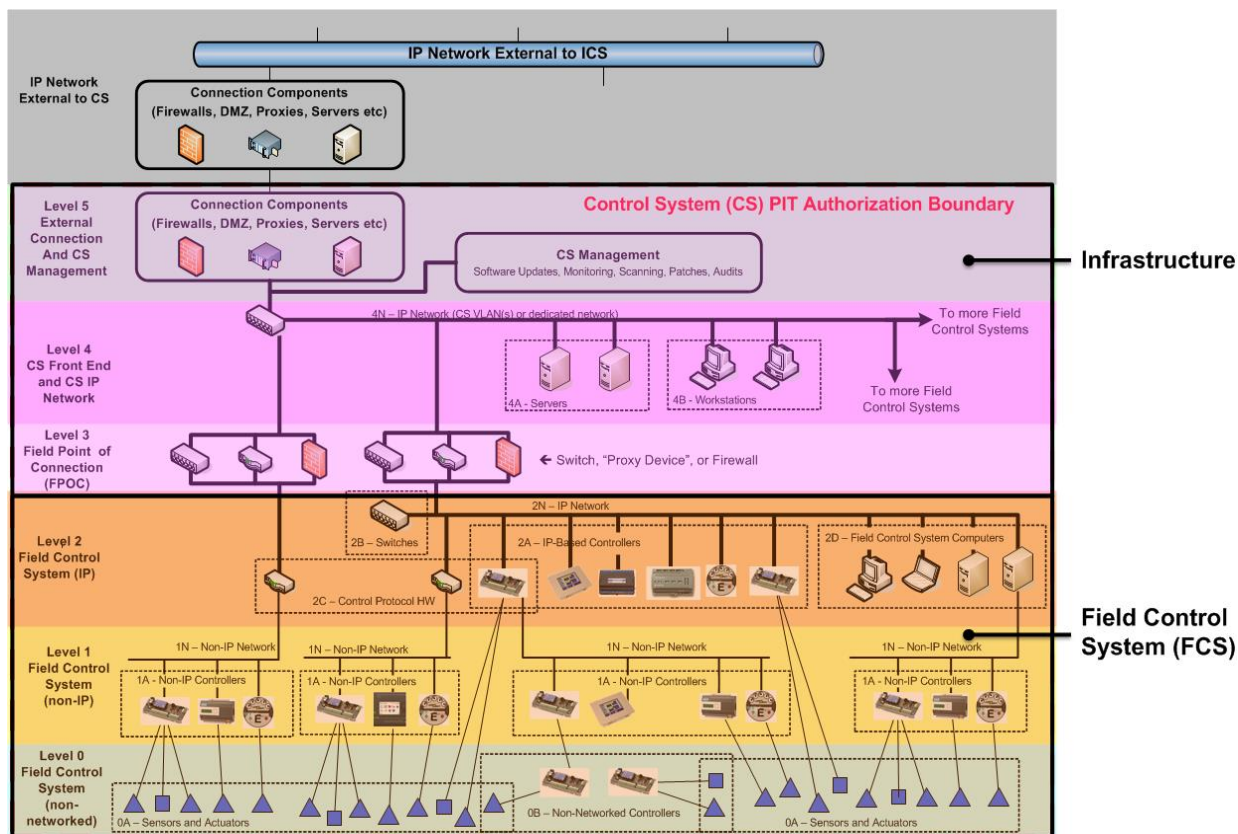 IP Network External to ICS
IP Network
External to CS
Connection Components
(Firewalls, DMZ, Proxies, Servers etc)
Level 5
External
Connection
And CS
Management
Connection Components
(Firewalls, DMZ, Proxies, Servers etc)
Control System (CS) PIT Authorization Boundary
CS Management
Software Updates, Monitoring, Scanning, Patches, Audits
Infrastructure
4N – IP Network (CS VLAN(s) or dedicated network)
To more Field
Control Systems
Level 4
CS Front End
and CS IP
Network
4A - Servers
4B - Workstations
To more Field
Control Systems
Level 3
Field Point of
Connection
(FPOC)
← Switch, “Proxy Device”, or Firewall
2N – IP Network
Level 2
Field Control
System (IP)
2B – Switches
2A – IP-Based Controllers
2D – Field Control System Computers
2C – Control Protocol HW
Field Control
System (FCS)
Level 1
Field Control
System
(non-IP)
1N – Non-IP Network
1N – Non-IP Network
1N – Non-IP Network
1N – Non-IP Network
1A - Non-IP Controllers
1A - Non-IP Controllers
1A - Non-IP Controllers
1A - Non-IP Controllers
E
E
E
E
E
Level 0
Field Control
System
(non-
networked)
0A – Sensors and Actuators
0B – Non-Networked Controllers
0A – Sensors and Actuators